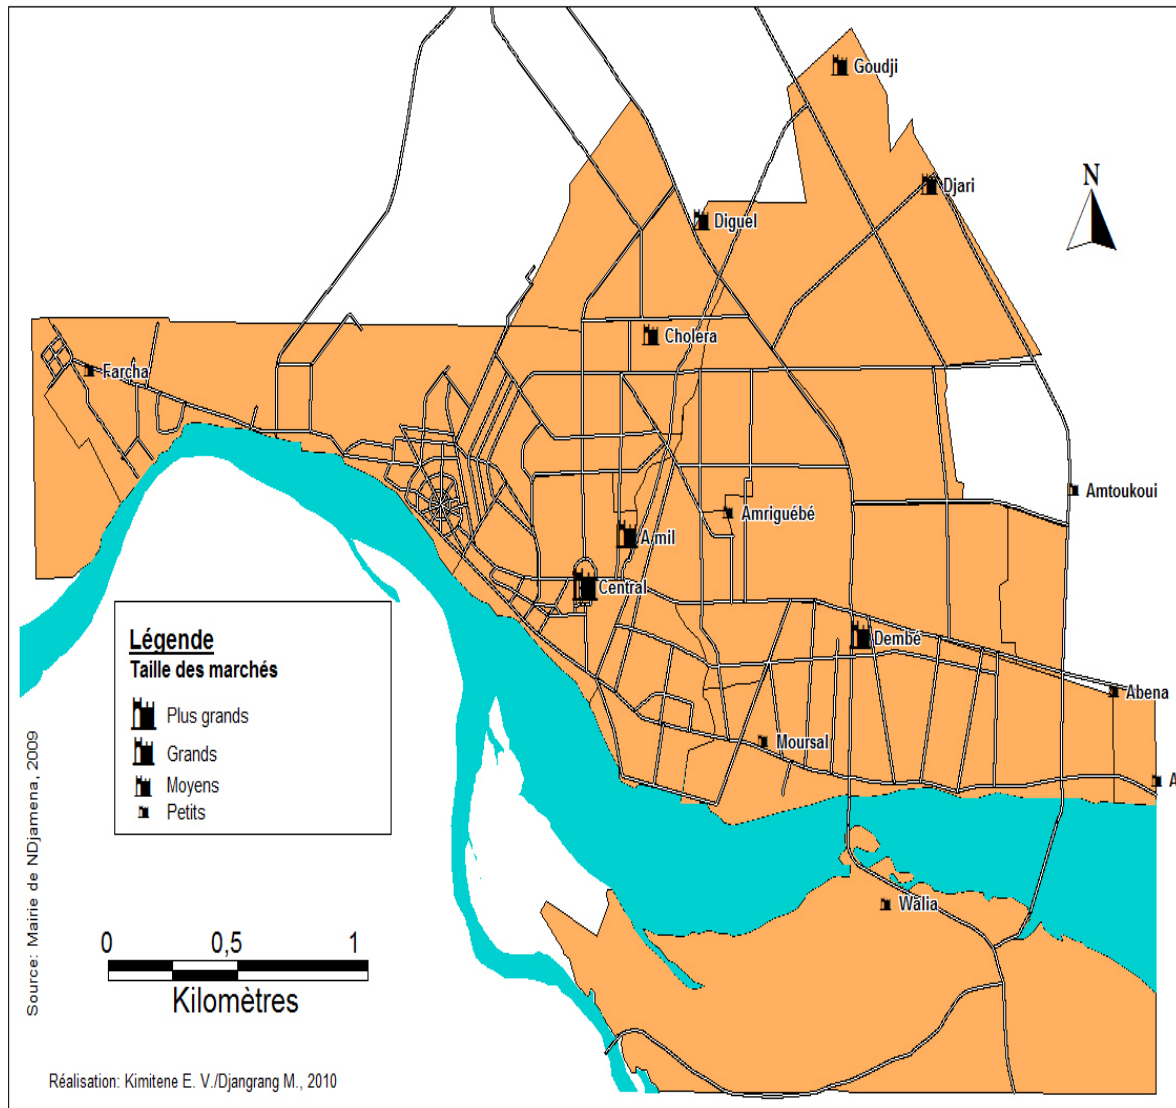 Goudji
Djari
N
Diguel
Cholera
Farcha
Amtoukoui
Amriguébé
A mil
Central
Dembé
Abena
Moursal
A
Walia
Légende
Taille des marchés
Plus grands
Grands
Moyens
Petits
0 0,5 1
Kilomètres
Source: Mairie de NDjamena, 2009
Réalisation: Kimitene E. V./Djangrang M., 2010